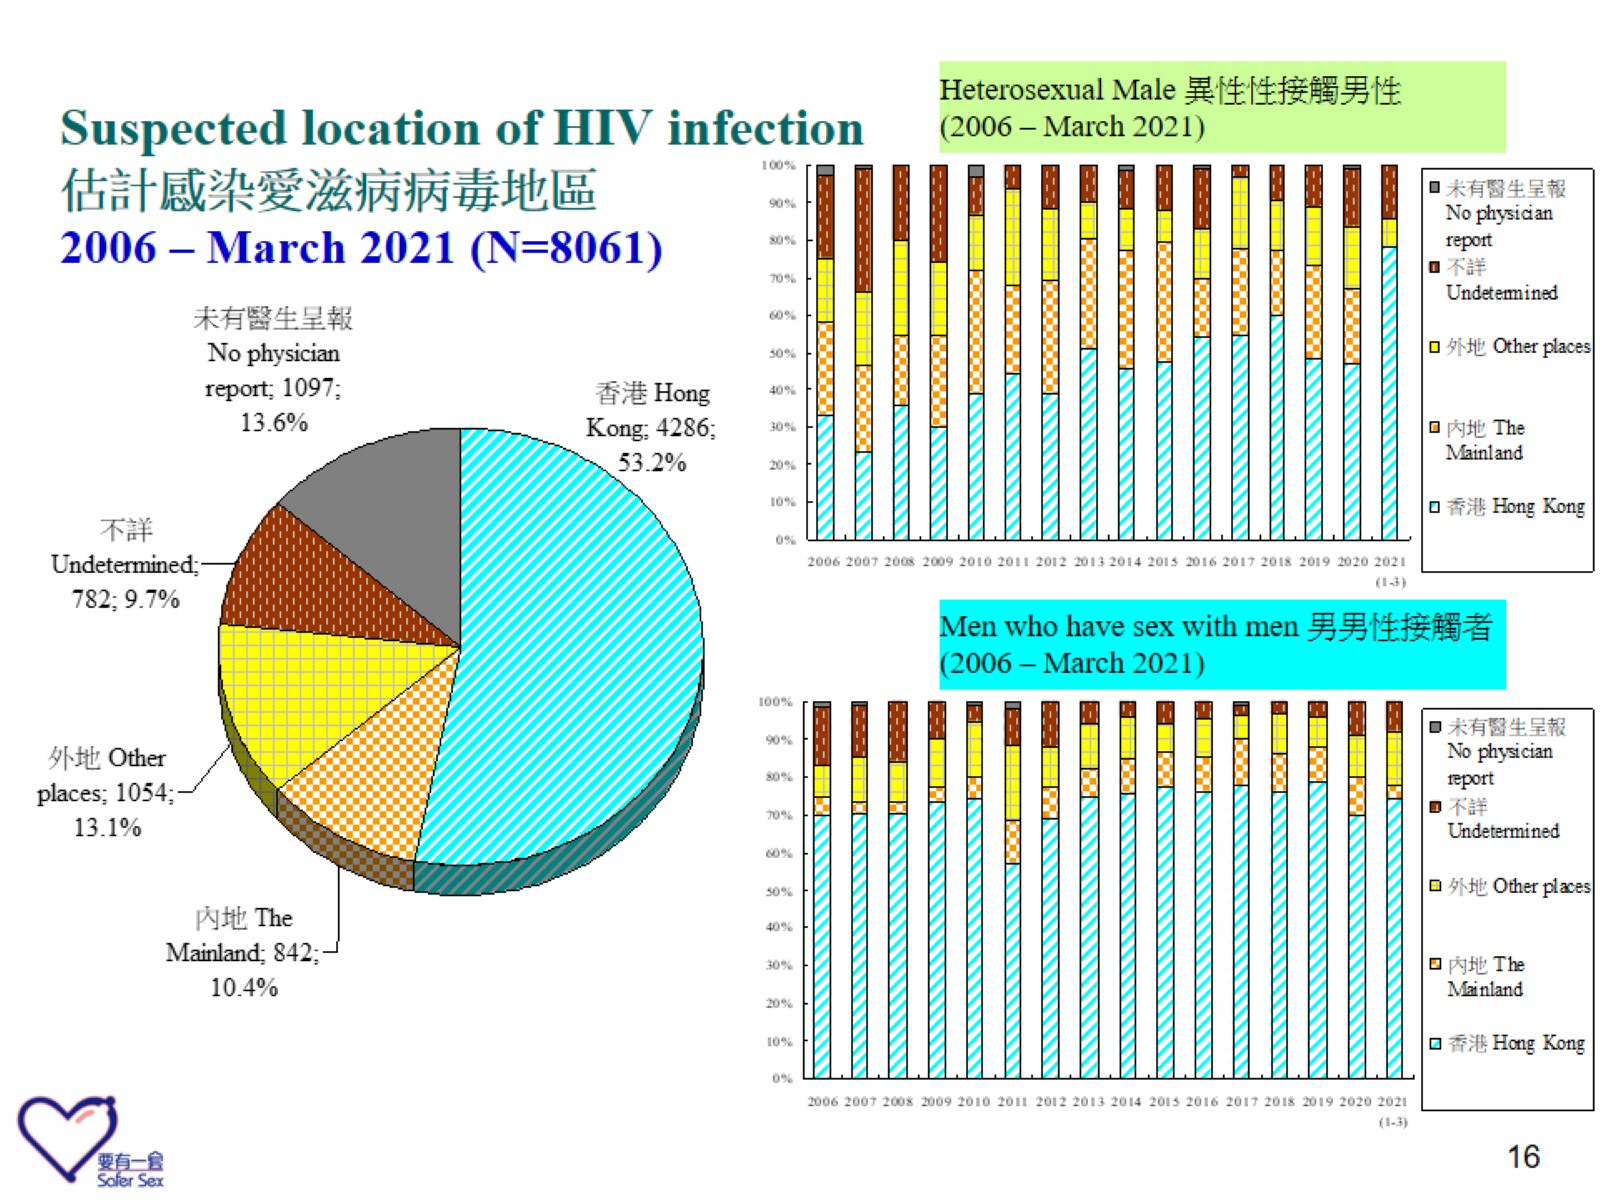 Suspected location of HIV infection
估計感染愛滋病病毒地區
2006 – March 2021 (N=8061)
未有醫生呈報
No physician
report; 1097;
13.6%
香港 Hong
Kong; 4286;
53.2%
不詳
Undetermined;
782; 9.7%
外地 Other
places; 1054;
13.1%
內地 The
Mainland; 842;
10.4%
Heterosexual Male 異性性接觸男性
(2006 – March 2021)
100%
90%
80%
70%
60%
50%
40%
30%
20%
10%
0%
2006 2007 2008 2009 2010 2011 2012 2013 2014 2015 2016 2017 2018 2019 2020 2021
(1-3)
未有醫生呈報
No physician
report
不詳
Undetermined
外地 Other places
內地 The
Mainland
香港 Hong Kong
Men who have sex with men 男男性接觸者
(2006 – March 2021)
100%
90%
80%
70%
60%
50%
40%
30%
20%
10%
0%
2006 2007 2008 2009 2010 2011 2012 2013 2014 2015 2016 2017 2018 2019 2020 2021
(1-3)
未有醫生呈報
No physician
report
不詳
Undetermined
外地 Other places
內地 The
Mainland
香港 Hong Kong
要有一套
Safer Sex
16